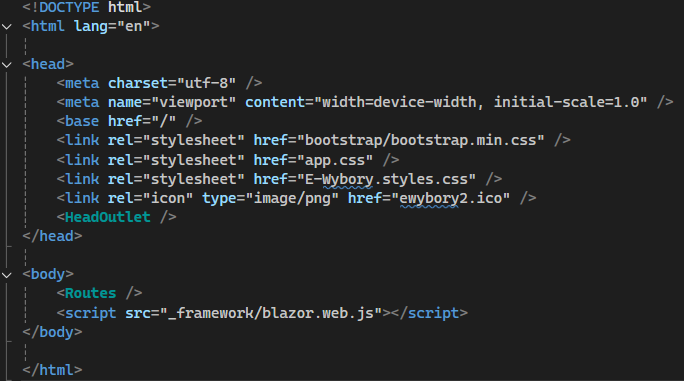 <!DOCTYPE html>
<html lang="en">
<head>
<meta charset="utf-8" />
<meta name="viewport" content="width=device-width, initial-scale=1.0" />
<base href="/" />
<link rel="stylesheet" href="bootstrap/bootstrap.min.css" />
<link rel="stylesheet" href="app.css" />
<link rel="stylesheet" href="E-Wybory.styles.css" />
<link rel="icon" type="image/png" href="ewybory2.ico" />
<HeadOutlet />
</head>
<body>
<Routes />
<script src="_framework/blazor.web.js"></script>
</body>
</html>